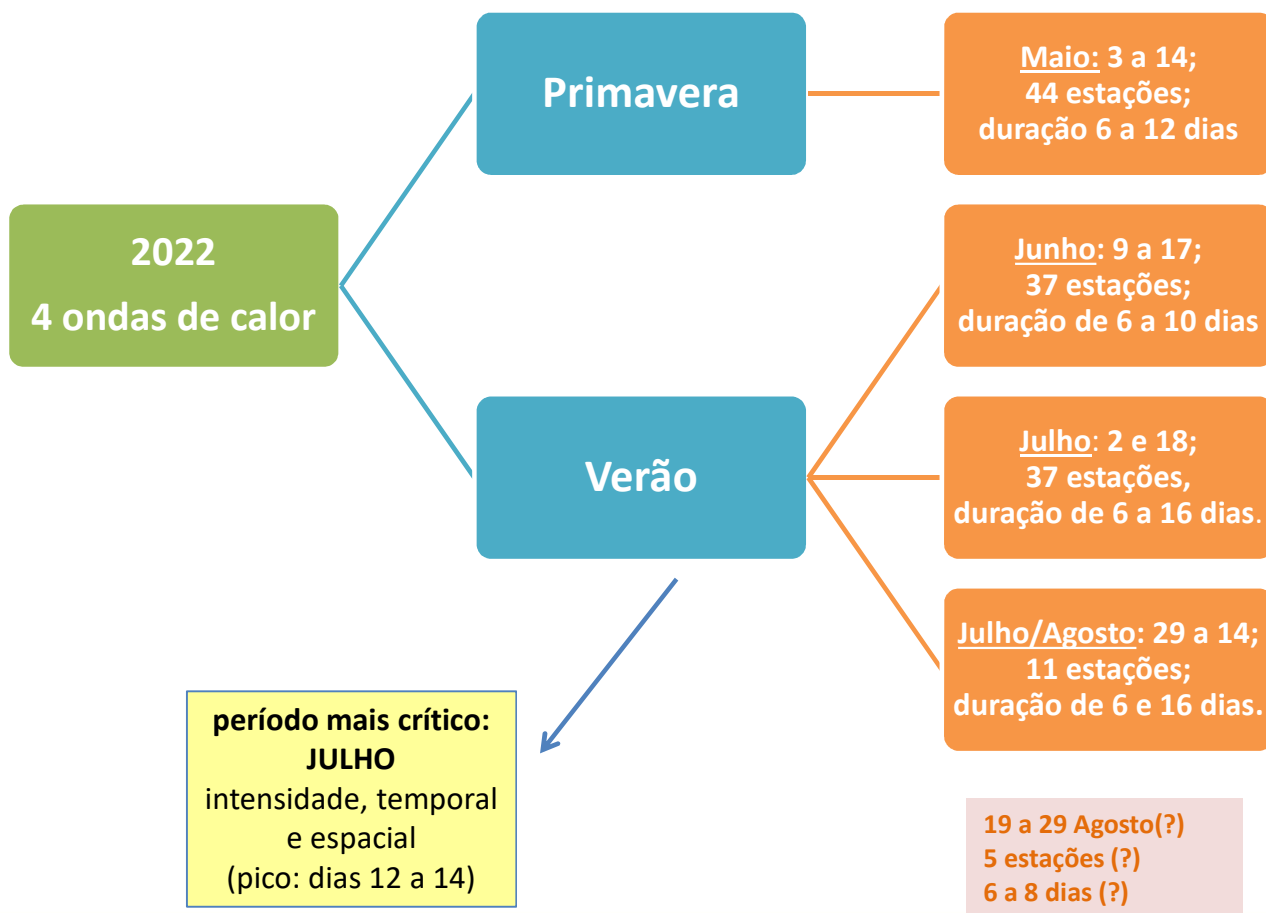 2022
4 ondas de calor
Primavera
Maio: 3 a 14;
44 estações;
duração 6 a 12 dias
Verão
Junho: 9 a 17;
37 estações;
duração de 6 a 10 dias
Julho: 2 e 18;
37 estações,
duração de 6 a 16 dias.
Julho/Agosto: 29 a 14;
11 estações;
duração de 6 e 16 dias.
período mais crítico:
JULHO
intensidade, temporal
e espacial
(pico: dias 12 a 14)
19 a 29 Agosto(?)
5 estações (?)
6 a 8 dias (?)